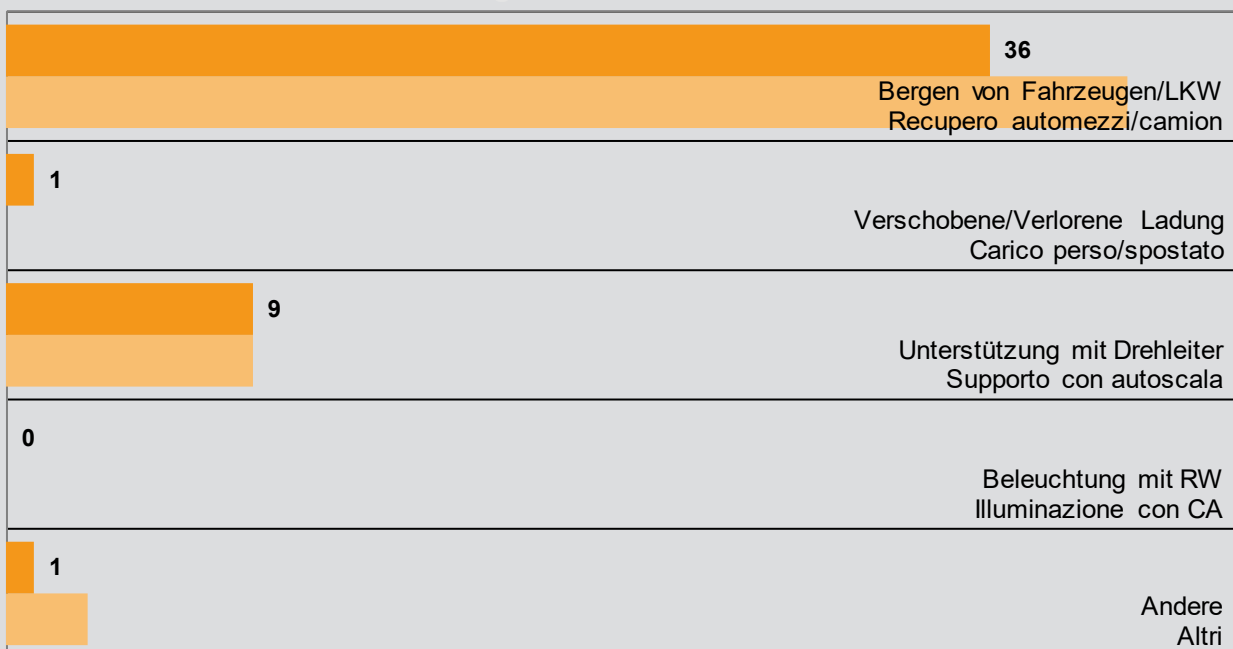 36
Bergen von Fahrzeugen/LKW
Recupero automezzi/camion
1
Verschobene/Verlorene Ladung
Carico perso/spostato
9
Unterstützung mit Drehleiter
Supporto con autoscala
0
Beleuchtung mit RW
Illuminazione con CA
1
Andere
Altri